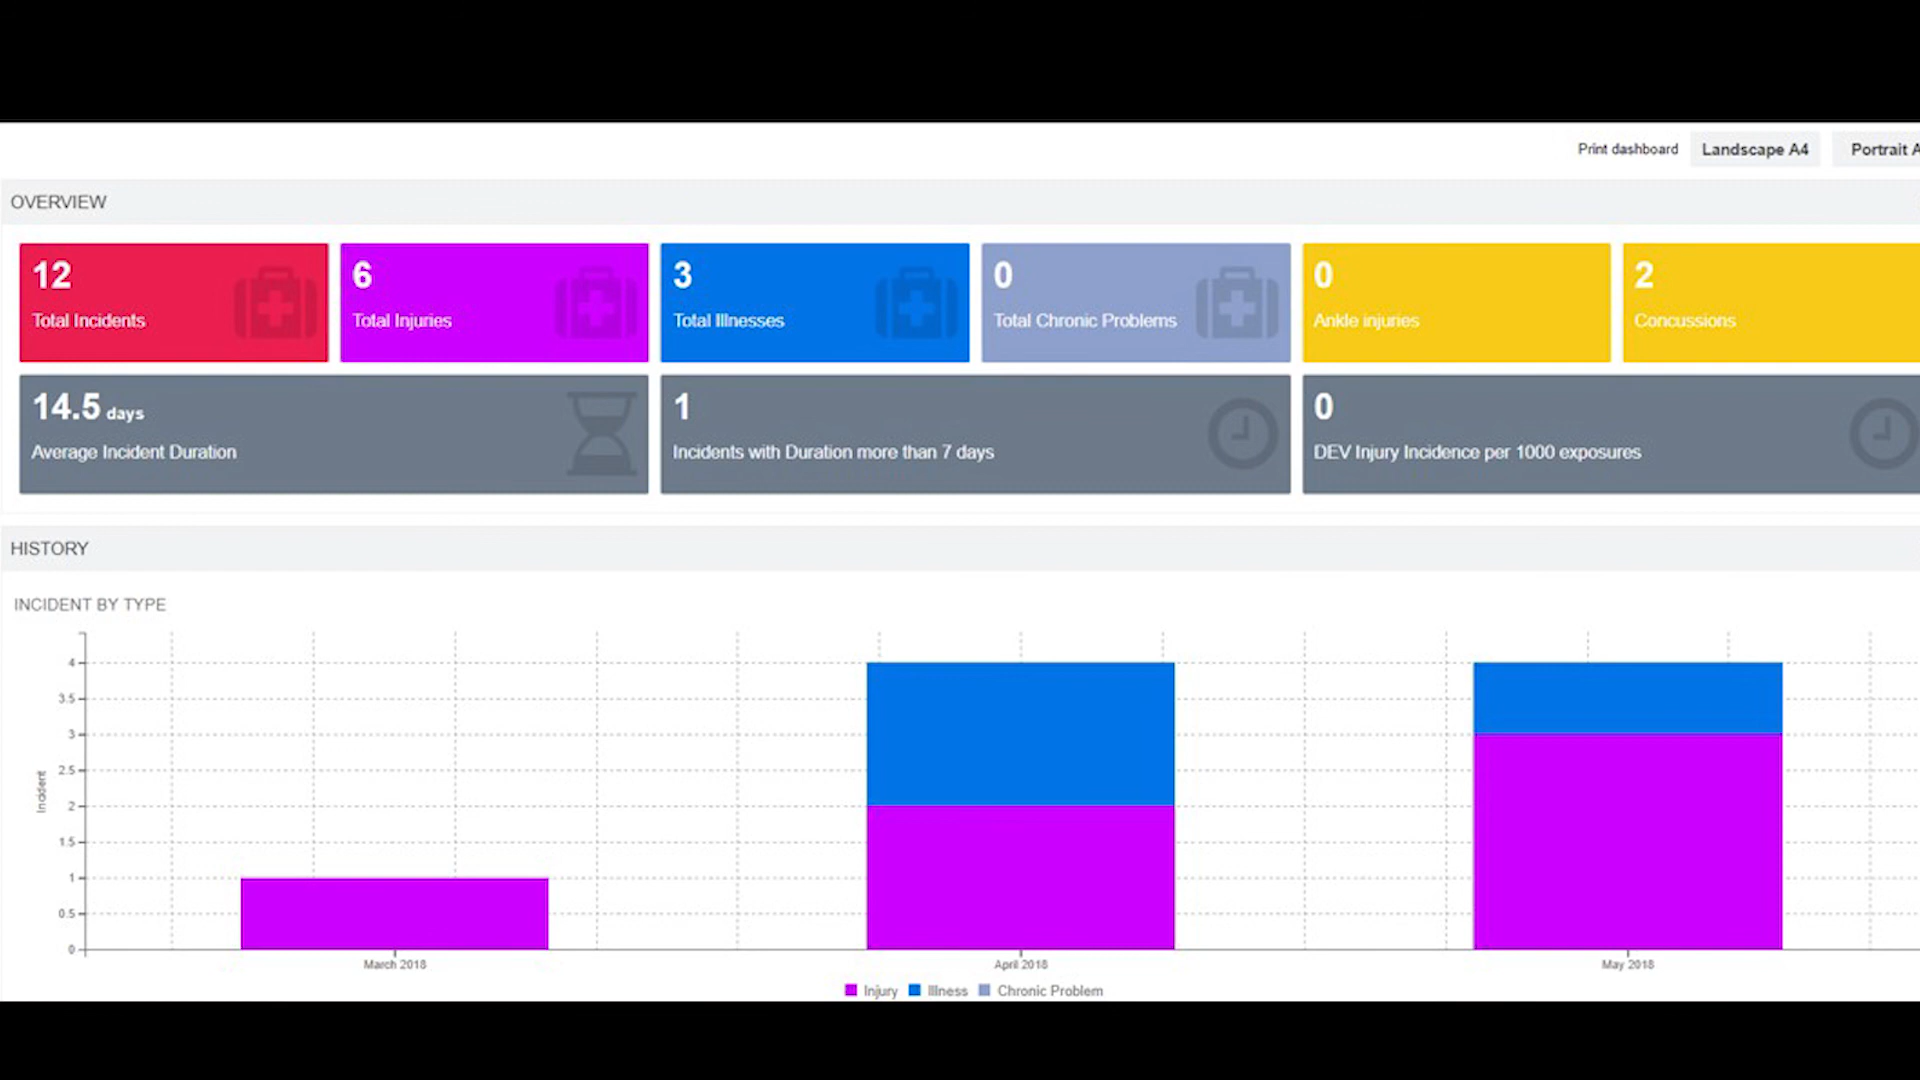 Print dashboard Landscape A4 Portrait A
OVERVIEW
12 6 3 0 0 2
Total Incidents Total Injuries Total Illnesses Total Chronic Problems Ankle injuries Concussions
14.5 days 1 0
Average Incident Duration Incidents with Duration more than 7 days DEV Injury Incidence per 1000 exposures
HISTORY
INCIDENT BY TYPE
4
3.5
3
2.5
Incident
2
1.5
1
0.5
0
March 2018 April 2018 May 2018
Injury Illness Chronic Problem